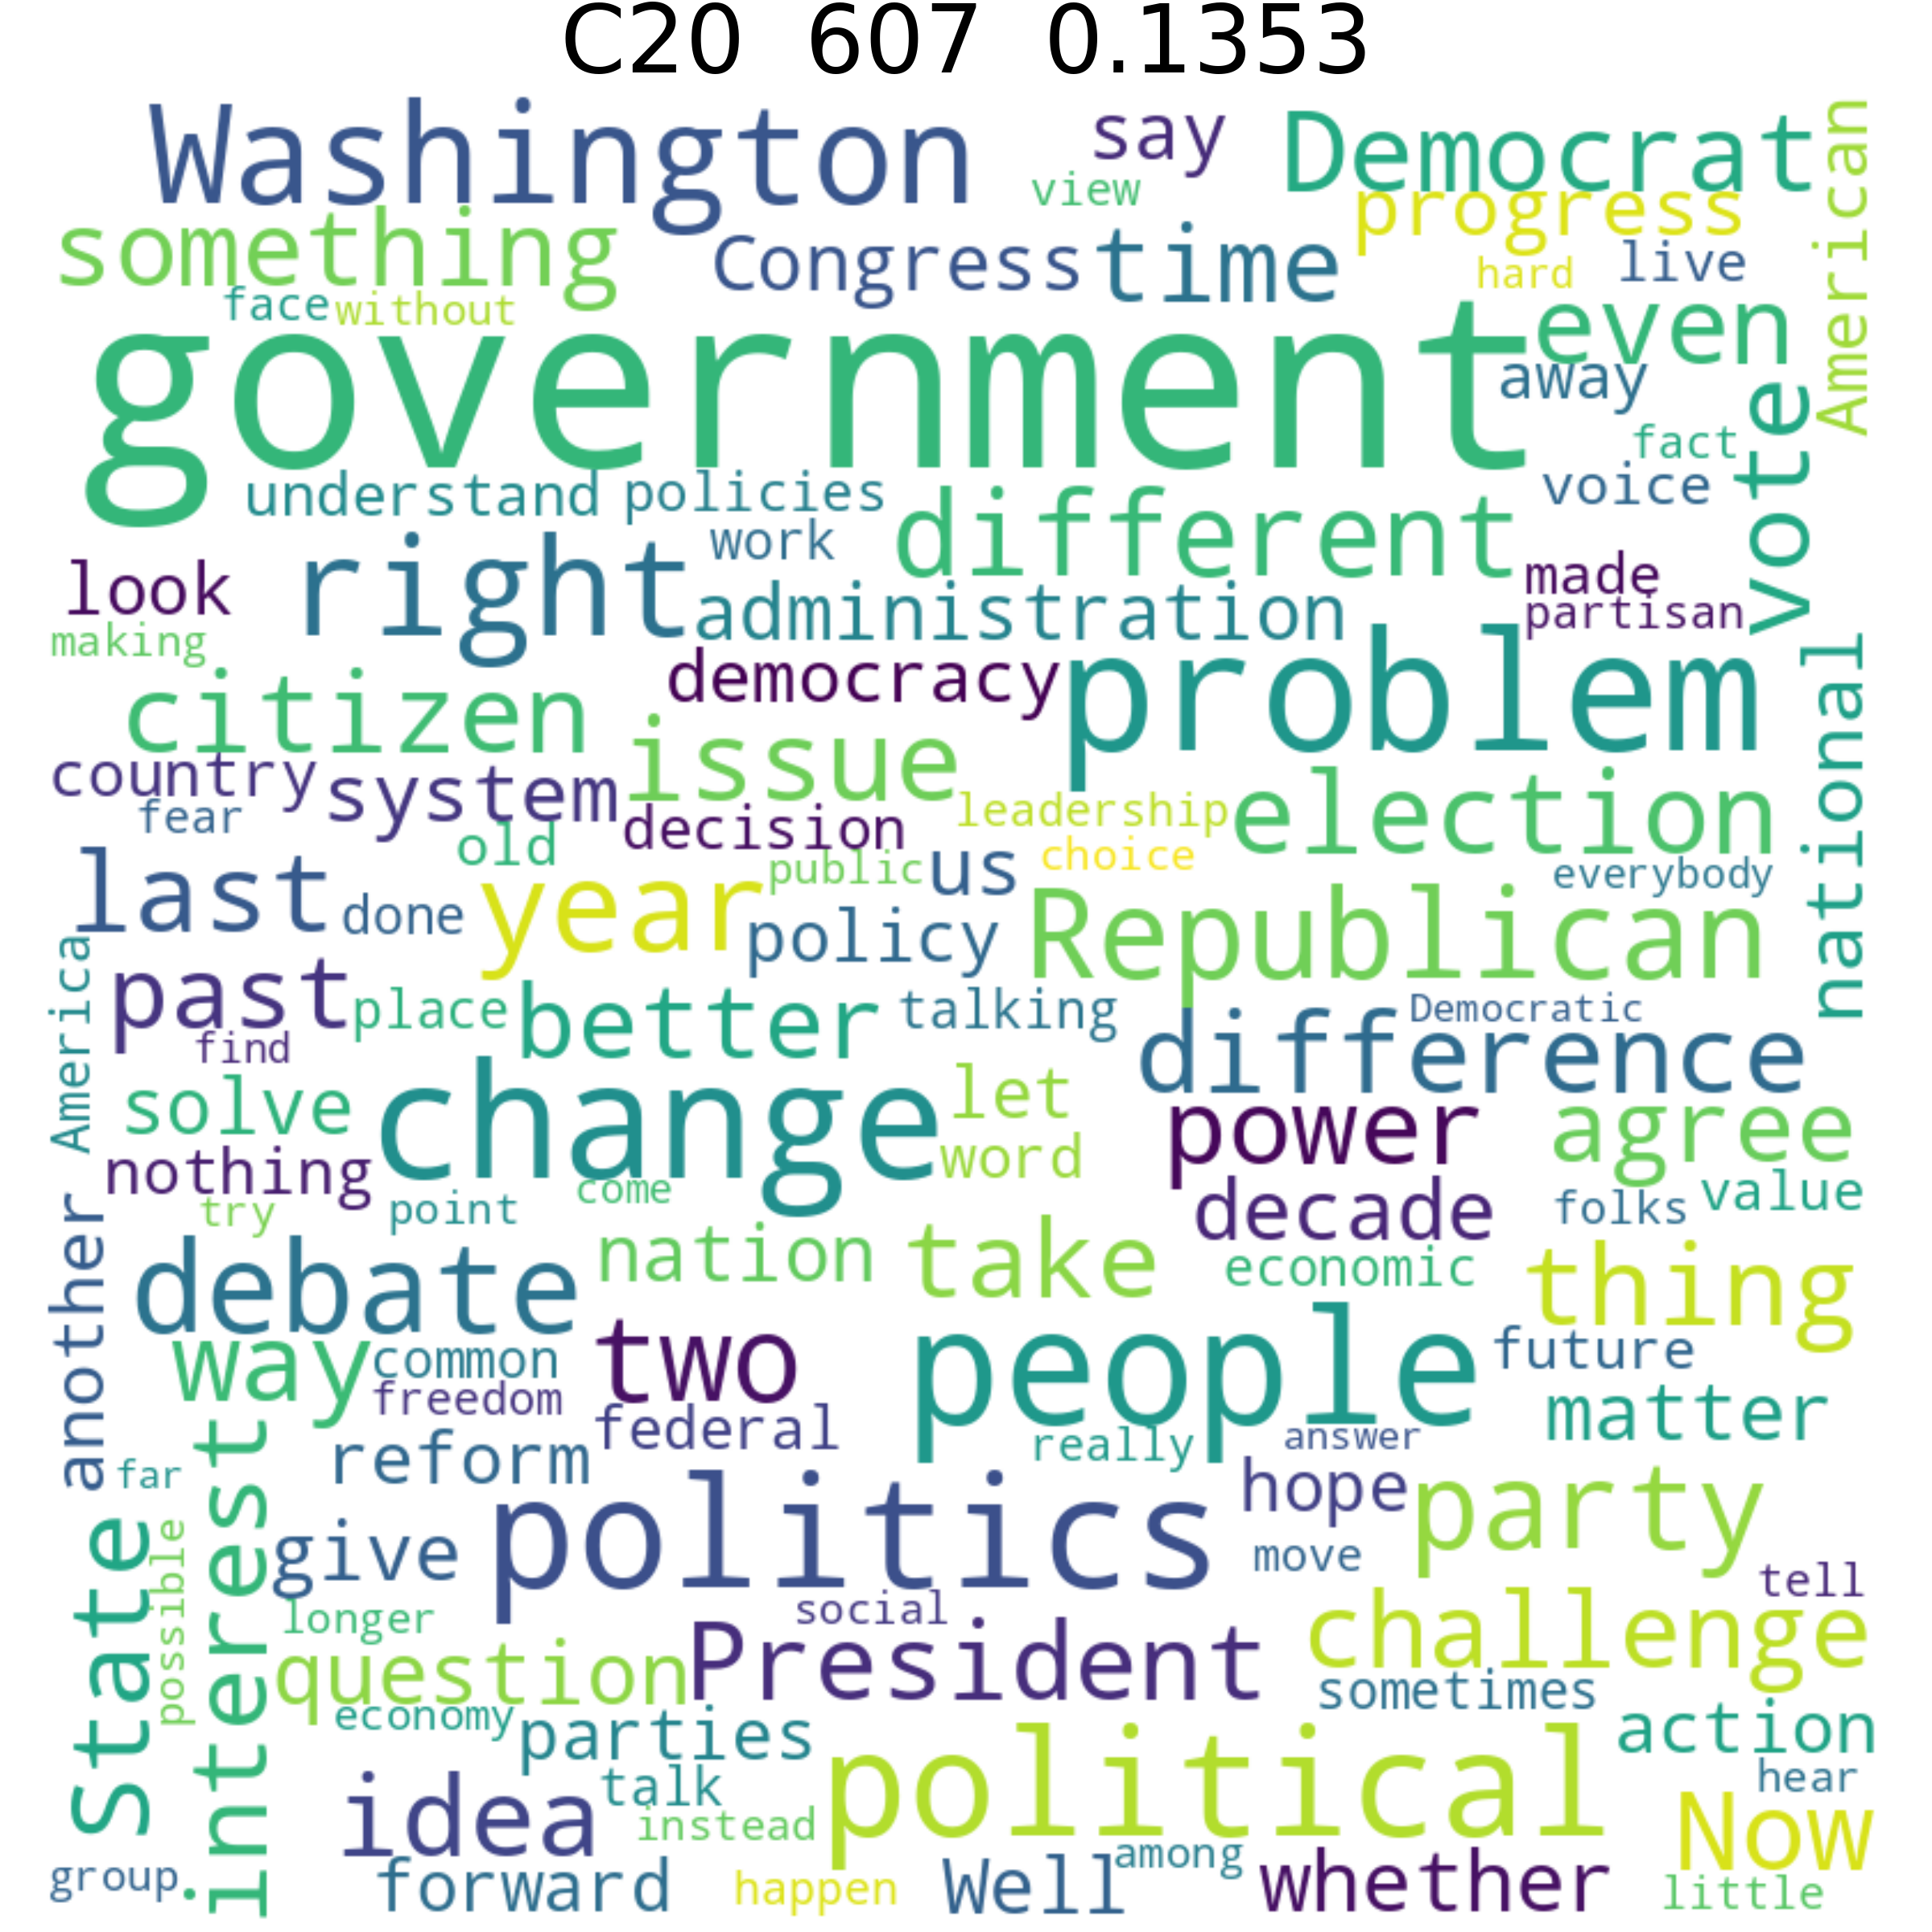 C20 607 0.1353
Washington say Democrat American
view progress
something Congress time hard live
face without
government even
away
vote
fact
understand policies voice
different
work
look right made
administration partisan
making
democracy problem national
citizen issue
country system
fear decision leadership election
old
public us choice
last everybody
done year
policy Republican
America
past place better talking Democratic
find difference
solve change let
power agree
word
nothing come
try point decade folks value
another
nation take economic thing
debate
way common two people future
freedom matter
interest federal
reform really answer
far hope party
politics
State possible give move
tell
longer social challenge
question President sometimes
economy parties action
talk political hear
idea instead Now
among
group forward happen Well whether little